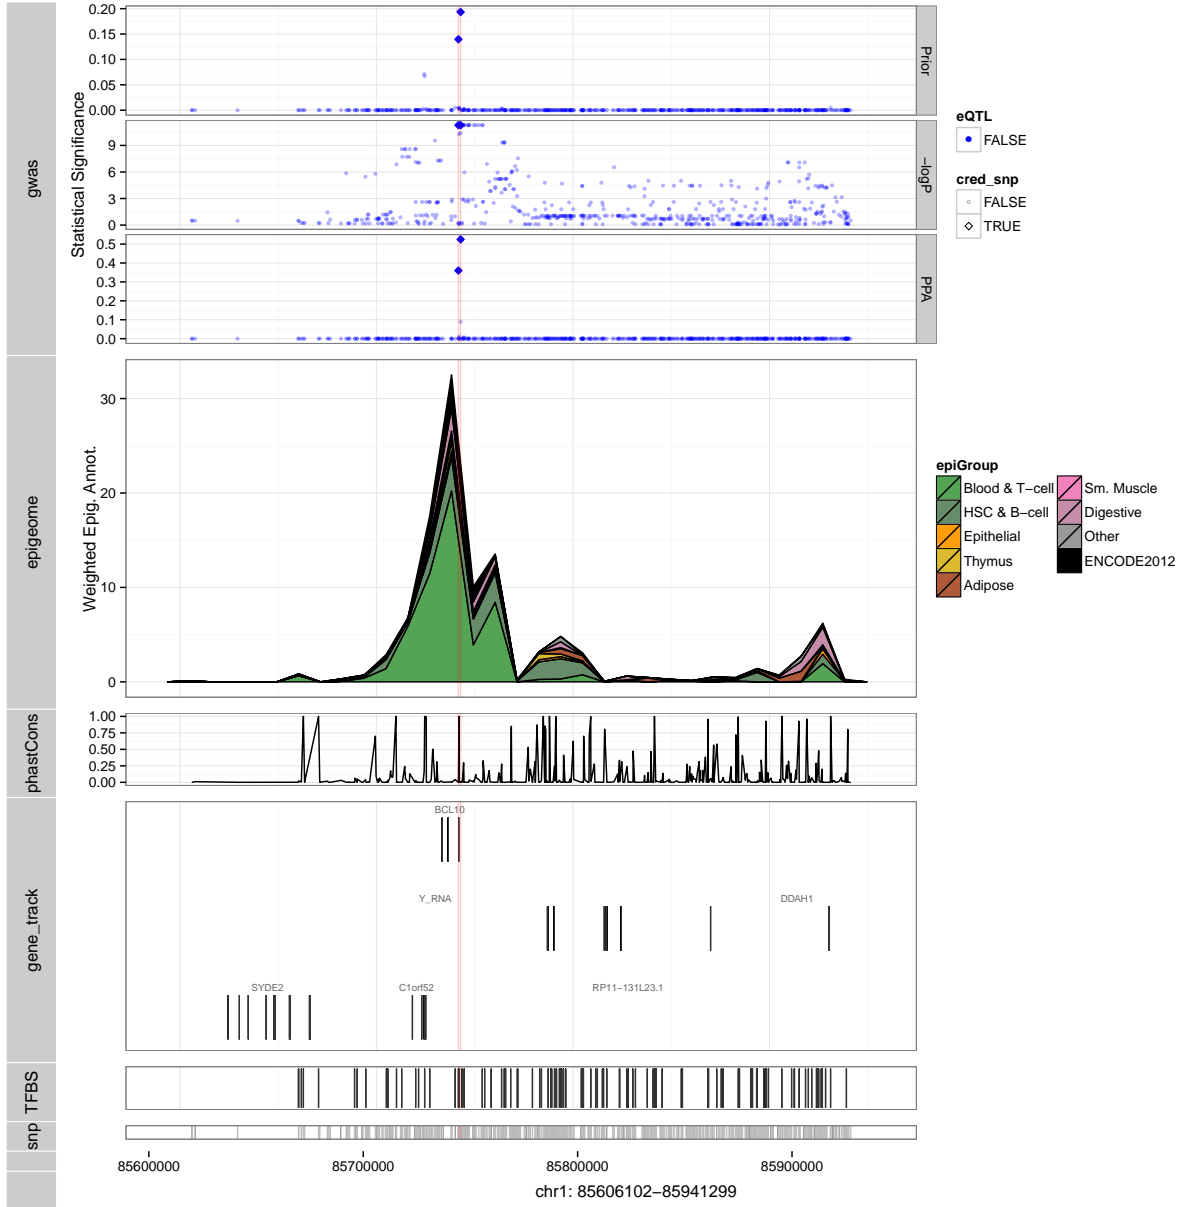 gwas
Statistical Significance
0.20
0.15
0.10
0.05
0.00
Prior
9
6
3
0
−logP
0.5
0.4
0.3
0.2
0.1
0.0
PPA
eQTL
FALSE
cred_snp
FALSE
TRUE
epigeome
Weighted Epig. Annot.
30
20
10
0
epiGroup
Blood & T−cell
HSC & B−cell
Epithelial
Thymus
Adipose
Sm. Muscle
Digestive
Other
ENCODE2012
phastCons
1.00
0.75
0.50
0.25
0.00
gene_track
BCL10
Y_RNA
DDAH1
SYDE2
C1orf52
RP11−131L23.1
TFBS
snp
85600000
85700000
85800000
85900000
chr1: 85606102−85941299